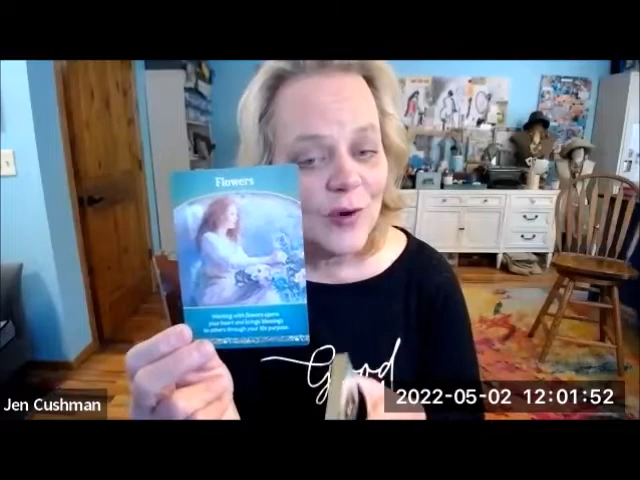 Flowers
Working with flowers opens
your heart and brings blessings
to others through your life purpose.
Good
Jen Cushman
2022-05-02 12:01:52